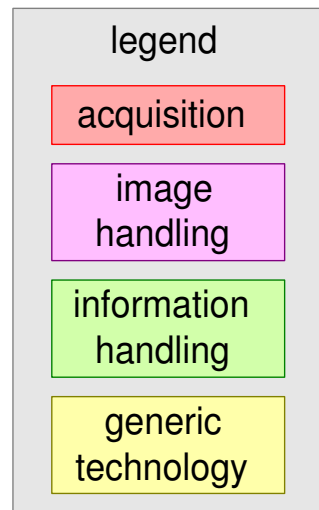 legend
acquisition
image
handling
information
handling
generic
technology